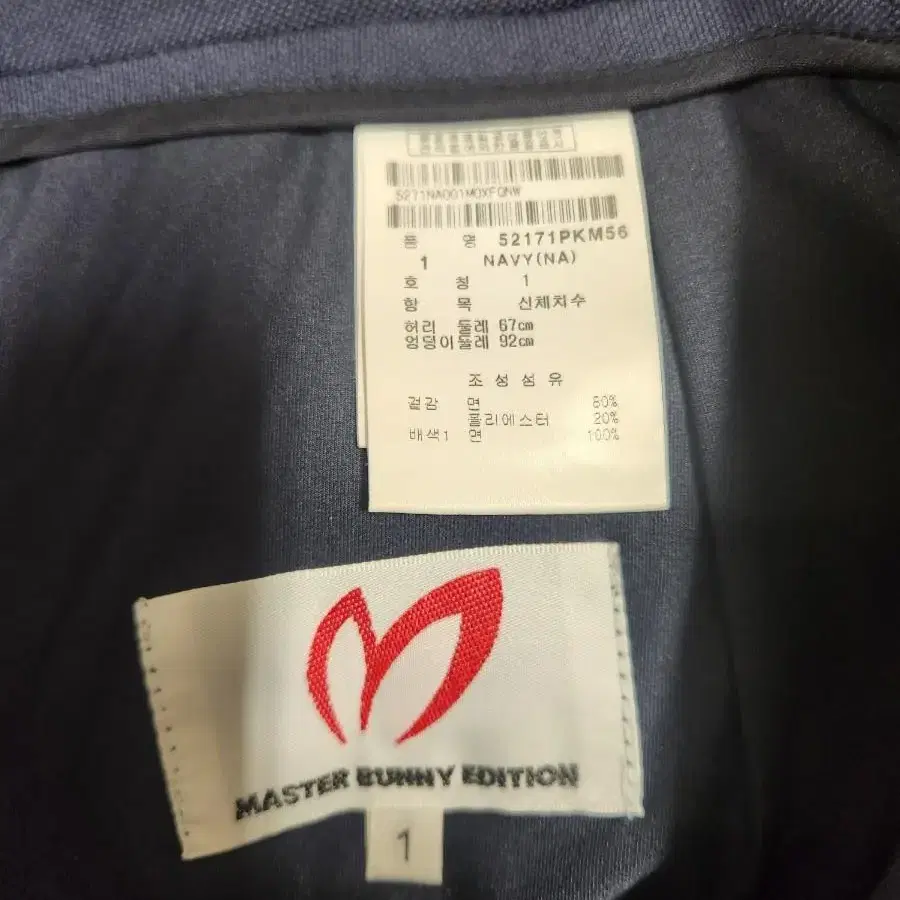 5271NA001M0XFQNW
품 명 52171PKM56
1 NAVY(NA)
호 칭 1
항 목 신체치수
허리 둘레 67cm
엉덩이둘레 92cm
조 성 섬 유
겉감 면 80%
폴리에스터 20%
배색1 면 100%
MASTER BUNNY EDITION
1